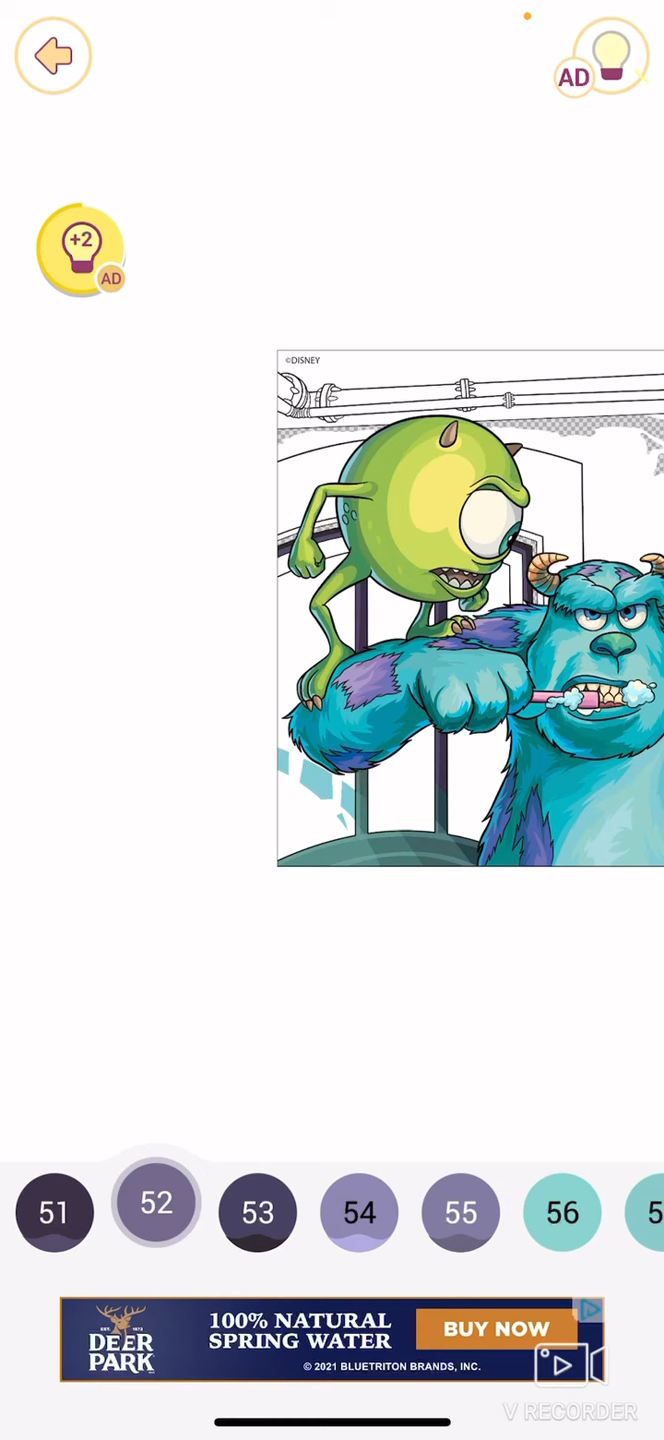 AD
+2
AD
©DISNEY
51
52
53
54
55
56
5
EST. 1873
DEER
PARK
100% NATURAL
SPRING WATER
© 2021 BLUETRITON BRANDS, INC.
BUY NOW
V RECORDER